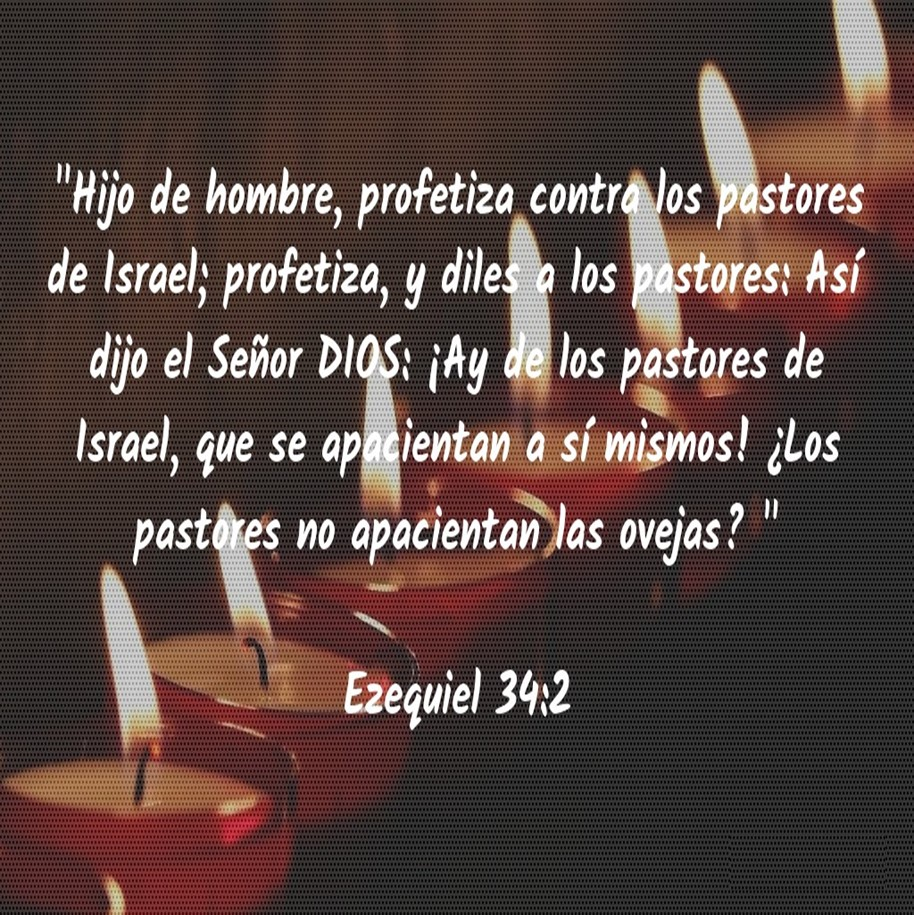 "Hijo de hombre, profetiza contra los pastores
de Israel; profetiza, y diles a los pastores: Así
dijo el Señor DIOS: ¡Ay de los pastores de
Israel, que se apacientan a sí mismos! ¿Los
pastores no apacientan las ovejas? "
Ezequiel 34:2